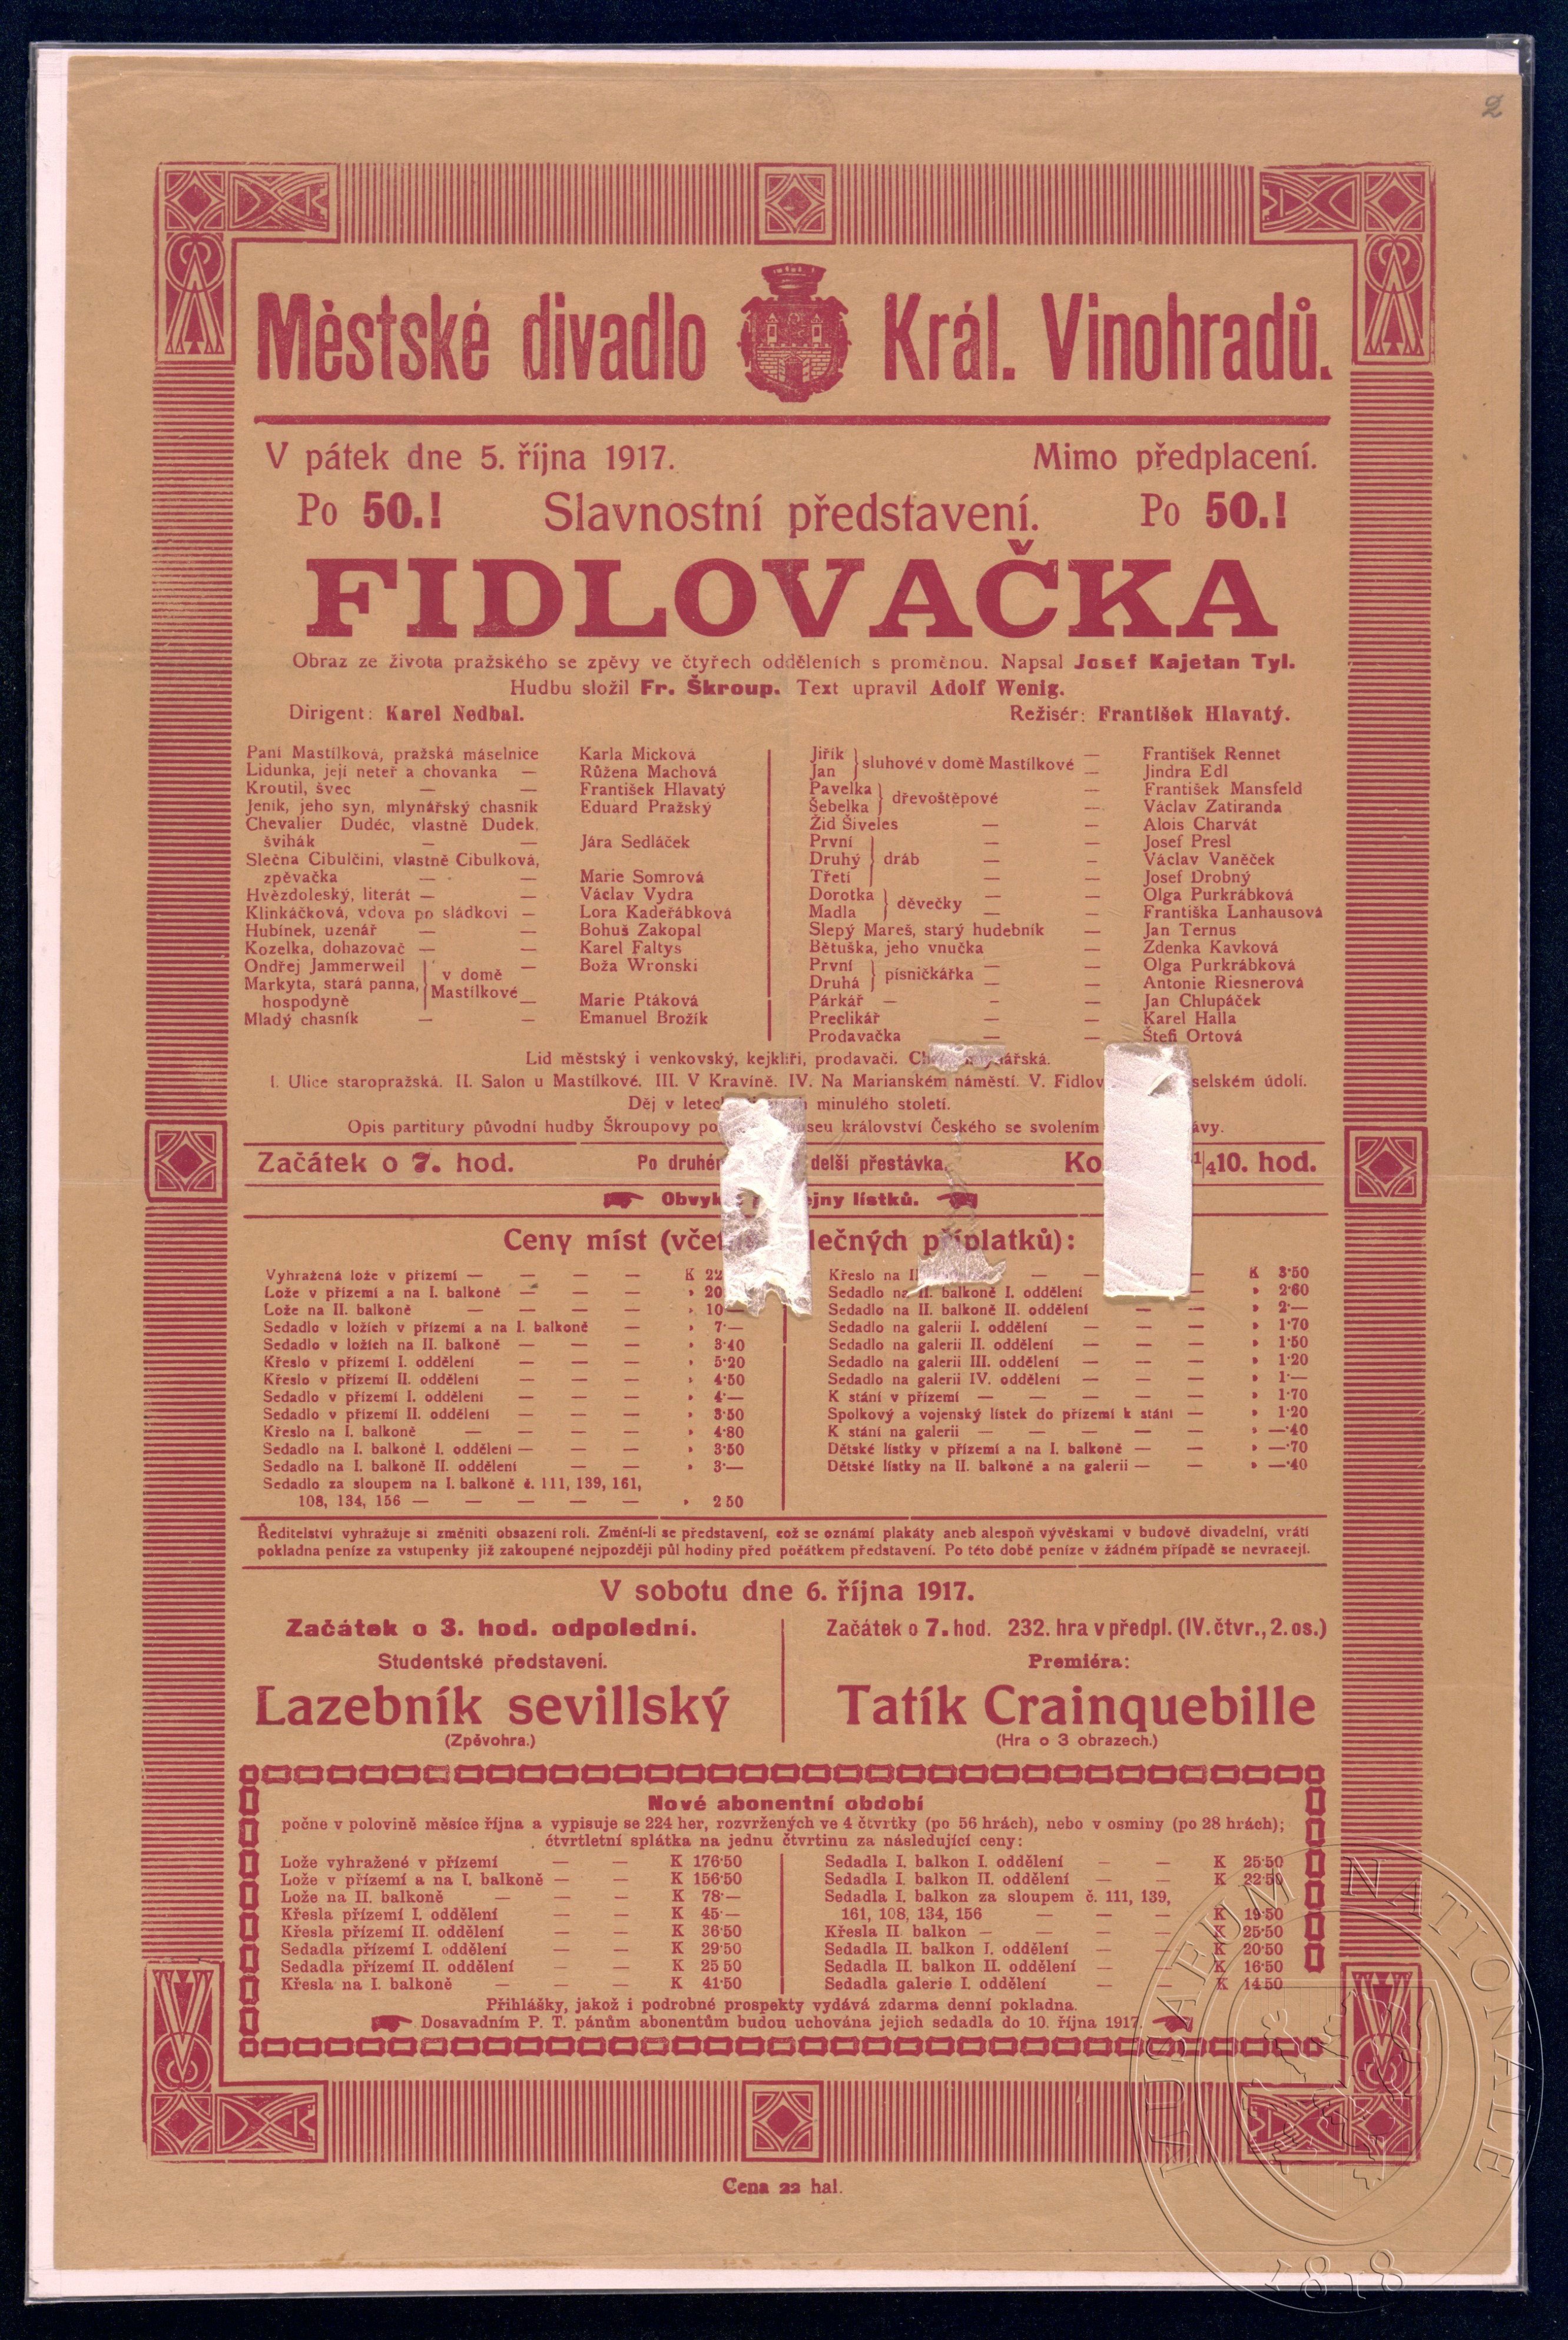 2
Městské divadlo Král. Vinohradů.
V pátek dne 5. října 1917. Mimo předplacení.
Po 50.! Slavnostní představení. Po 50.!
FIDLOVAČKA
Obraz ze života pražského se zpěvy ve čtyřech odděleních s proměnou. Napsal Josef Kajetan Tyl.
Hudbu složil Fr. Škroup. Text upravil Adolf Wenig.
Dirigent: Karel Nedbal. Režisér: František Hlavatý.
Paní Mastílková, pražská máselnice Karla Micková
Lidunka, její neteř a chovanka — Růžena Machová
Kroutil, švec — — František Hlavatý
Jeník, jeho syn, mlynářský chasník Eduard Pražský
Chevalier Dudéc, vlastně Dudek,
švihák — — Jára Sedláček
Slečna Cibulčini, vlastně Cibulková,
zpěvačka — — Marie Somrová
Hvězdoleský, literát — — Václav Vydra
Klinkáčková, vdova po sládkovi — Lora Kadeřábková
Hubínek, uzenář — — Bohuš Zakopal
Kozelka, dohazovač — — Karel Faltys
Ondřej Jammerweil — Boža Wronski
Markyta, stará panna, hospodyně — Marie Ptáková
v domě Mastílkové
Mladý chasník — — Emanuel Brožík
Jiřík — František Rennet
Jan — Jindra Edl
sluhové v domě Mastílkové
Pavelka František Mansfeld
Šebelka — Václav Zatiranda
dřevoštěpové
Žid Šiveles — — Alois Charvát
První — — Josef Presl
Druhý dráb — – Václav Vaněček
Třetí — — Josef Drobný
Dorotka — — Olga Purkrábková
Madla — — Františka Lanhausová
děvečky
Slepý Mareš, starý hudebník — Jan Ternus
Bětuška, jeho vnučka — Zdenka Kavková
První — — Olga Purkrábková
Druhá – — Antonie Riesnerová
písničkářka
Párkář — – — Jan Chlupáček
Preclikář — — Karel Halla
Prodavačka — — Štefi Ortová
Lid městský i venkovský, kejklíři, prodavači.
I. Ulice staropražská. II. Salon u Mastílkové. III. V Kravíně. IV. Na Marianském náměstí. V. údolí.
Děj v minulého století.
Opis partitury původní hudby Škroupovy království Českého se svolením
Začátek o 7. hod. Po delší přestávka. 1/4 10. hod.
lístků.
Ceny míst příplatků):
Vyhražená lože v přízemí — — — — K
Lože v přízemí a na I. balkoně — — — »
Lože na II. balkoně — — — — » 10·—
Sedadlo v ložích v přízemí a na I. balkoně — » 7·—
Sedadlo v ložích na II. balkoně — — — » 3·40
Křeslo v přízemí I. oddělení — — — » 5·20
Křeslo v přízemí II. oddělení — — — » 4·50
Sedadlo v přízemí I. oddělení — — — » 4·—
Sedadlo v přízemí II. oddělení — — — » 3·50
Křeslo na I. balkoně — — — — » 4·80
Sedadlo na I. balkoně I. oddělení — — — » 3·50
Sedadlo na I. balkoně II. oddělení — — » 3·—
Sedadlo za sloupem na I. balkoně č. 111, 139, 161,
108, 134, 156 — — — — — » 2 50
Křeslo na — — — K 3·50
Sedadlo na II. balkoně I. oddělení — » 2·60
Sedadlo na II. balkoně II. oddělení — — » 2·—
Sedadlo na galerii I. oddělení — — — » 1·70
Sedadlo na galerii II. oddělení — — — » 1·50
Sedadlo na galerii III. oddělení — — — » 1·20
Sedadlo na galerii IV. oddělení — — — » 1·—
K stání v přízemí — — — — — » 1·70
Spolkový a vojenský lístek do přízemí k stání — » 1·20
K stání na galerii — — — — — » —·40
Dětské lístky v přízemí a na I. balkoně — — » —·70
Dětské lístky na II. balkoně a na galerii — — » —·40
Ředitelství vyhražuje si změniti obsazení rolí. Změní-li se představení, což se oznámí plakáty aneb alespoň vývěskami v budově divadelní, vrátí
pokladna peníze za vstupenky již zakoupené nejpozději půl hodiny před počátkem představení. Po této době peníze v žádném případě se nevracejí.
V sobotu dne 6. října 1917.
Začátek o 3. hod. odpolední.
Studentské představení.
Lazebník sevillský
(Zpěvohra.)
Začátek o 7. hod. 232. hra v předpl. (IV. čtvr., 2. os.)
Premiéra:
Tatík Crainquebille
(Hra o 3 obrazech.)
Nové abonentní období
počne v polovině měsíce října a vypisuje se 224 her, rozvržených ve 4 čtvrtky (po 56 hrách), nebo v osminy (po 28 hrách);
čtvrtletní splátka na jednu čtvrtinu za následující ceny:
Lože vyhražené v přízemí — — K 176·50
Lože v přízemí a na I. balkoně — — K 156·50
Lože na II. balkoně — — — K 78·—
Křesla přízemí I. oddělení — — K 45·—
Křesla přízemí II. oddělení — — K 36·50
Sedadla přízemí I. oddělení — — K 29·50
Sedadla přízemí II. oddělení — — K 25 50
Křesla na I. balkoně — — — K 41·50
Sedadla I. balkon I. oddělení — — K 25·50
Sedadla I. balkon II. oddělení — — K 22·50
Sedadla I. balkon za sloupem č. 111, 139,
161, 108, 134, 156 — — — K 19·50
Křesla II. balkon — — — — K 25·50
Sedadla II. balkon I. oddělení — — K 20·50
Sedadla II. balkon II. oddělení — — K 16·50
Sedadla galerie I. oddělení — — K 14 50
Přihlášky, jakož i podrobné prospekty vydává zdarma denní pokladna.
Dosavadním P. T. pánům abonentům budou uchována jejich sedadla do 10. října 1917.
Cena 22 hal.
MUSAEUM NATIONALE
1818